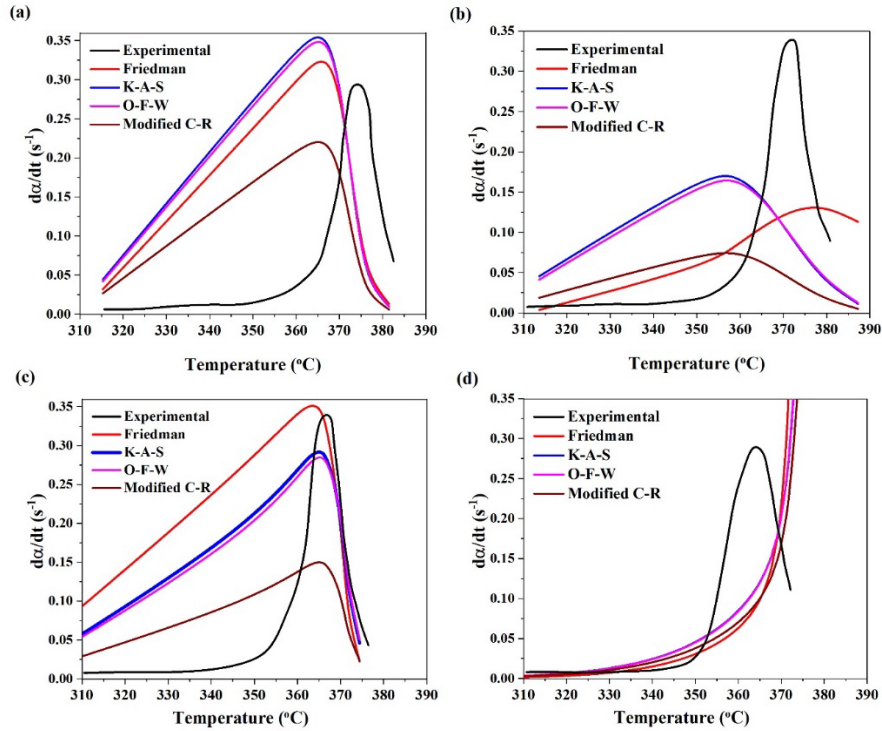 (a)
dα/dt (s⁻¹)
0.35
0.30
0.25
0.20
0.15
0.10
0.05
0.00
Experimental
Friedman
K-A-S
O-F-W
Modified C-R
310 320 330 340 350 360 370 380 390
Temperature (°C)
(b)
dα/dt (s⁻¹)
0.35
0.30
0.25
0.20
0.15
0.10
0.05
0.00
Experimental
Friedman
K-A-S
O-F-W
Modified C-R
310 320 330 340 350 360 370 380 390
Temperature (°C)
(c)
dα/dt (s⁻¹)
0.35
0.30
0.25
0.20
0.15
0.10
0.05
0.00
Experimental
Friedman
K-A-S
O-F-W
Modified C-R
310 320 330 340 350 360 370 380 390
Temperature (°C)
(d)
dα/dt (s⁻¹)
0.35
0.30
0.25
0.20
0.15
0.10
0.05
0.00
Experimental
Friedman
K-A-S
O-F-W
Modified C-R
310 320 330 340 350 360 370 380 390
Temperature (°C)